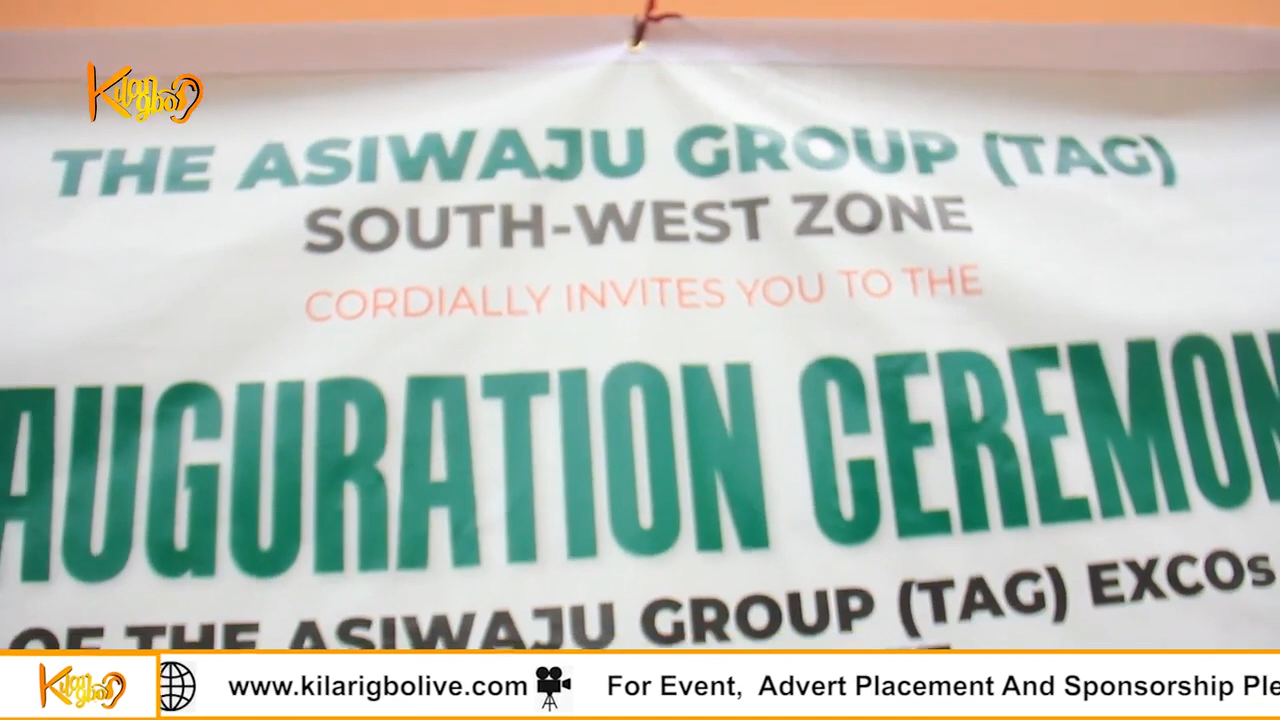 Kilarigbo
THE ASIWAJU GROUP (TAG)
SOUTH-WEST ZONE
CORDIALLY INVITES YOU TO THE
AUGURATION CEREMON
OF THE ASIWAJU GROUP (TAG) EXCOs
Kilarigbo www.kilarigbolive.com For Event, Advert Placement And Sponsorship Ple